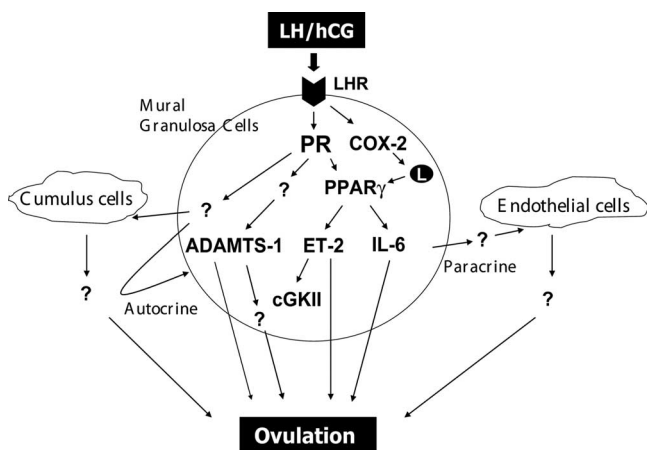 LH/hCG
LHR
Mural
Granulosa Cells
PR
COX-2
L
?
PPARγ
Cumulus cells
?
Endothelial cells
ADAMTS-1
ET-2
IL-6
?
Paracrine
?
Autocrine
cGKII
?
?
Ovulation